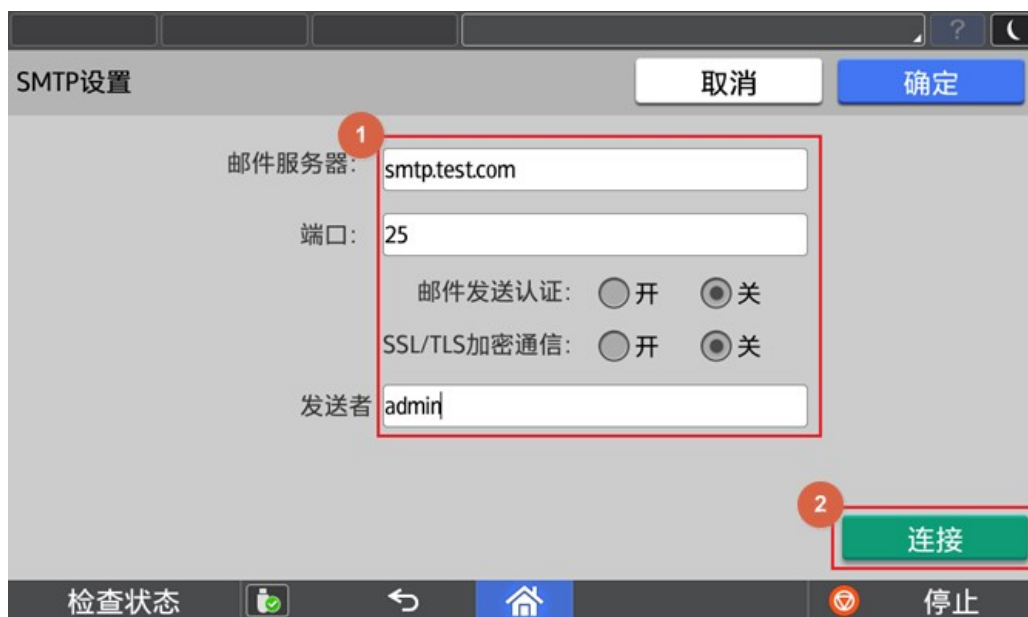 ?
SMTP设置
取消
确定
1
邮件服务器:
smtp.test.com
端口:
25
邮件发送认证:
开
关
SSL/TLS加密通信:
开
关
发送者
admin
2
连接
检查状态
停止